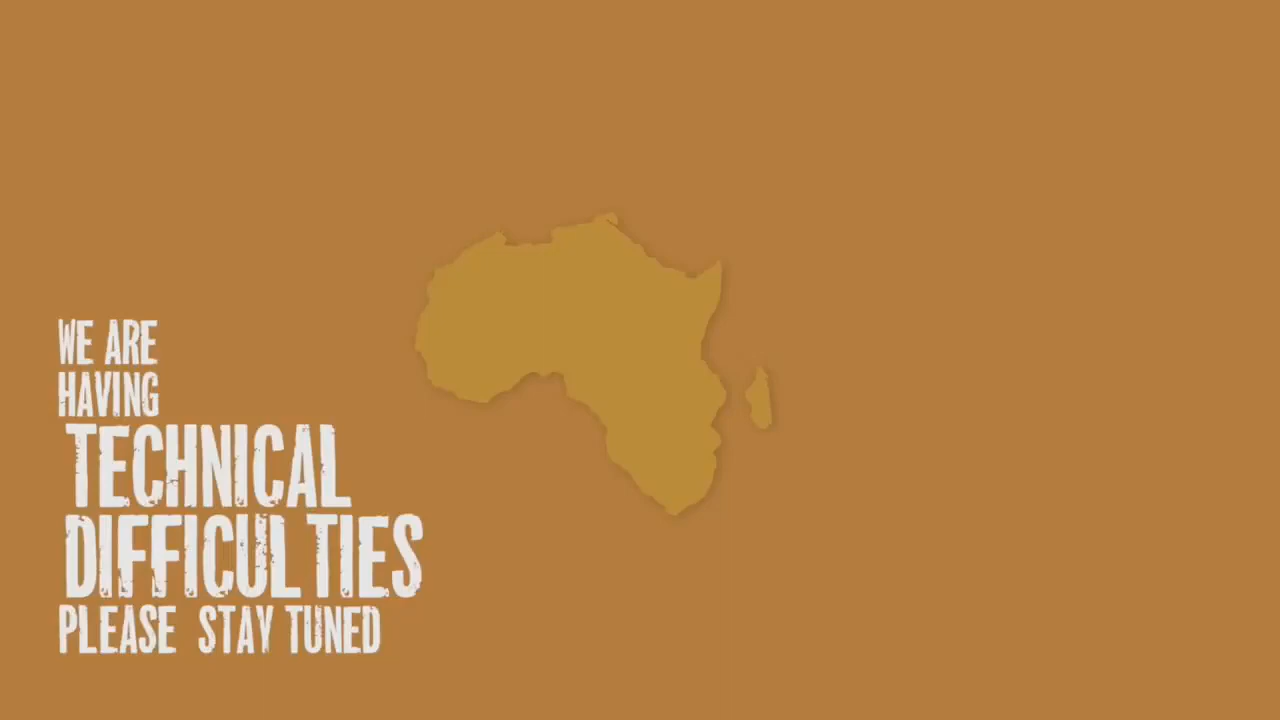 WE ARE
HAVING
TECHNICAL
DIFFICULTIES
PLEASE STAY TUNED